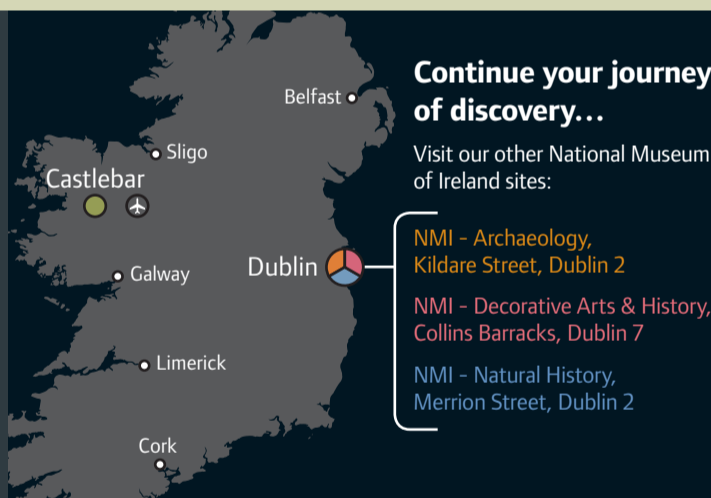 Continue your journey
of discovery...
Visit our other National Museum
of Ireland sites:
NMI – Archaeology,
Kildare Street, Dublin 2
NMI – Decorative Arts & History,
Collins Barracks, Dublin 7
NMI – Natural History,
Merrion Street, Dublin 2
Belfast
Sligo
Castlebar
Galway
Dublin
Limerick
Cork